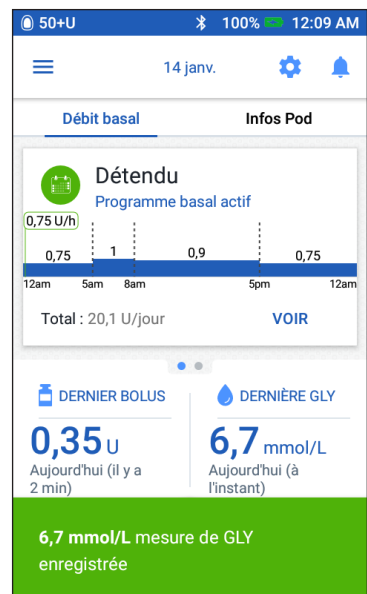 50+U 100% 12:09 AM
14 janv.
Débit basal Infos Pod
Détendu
Programme basal actif
0,75 U/h
0,75 1 0,9 0,75
12am 5am 8am 5pm 12am
Total : 20,1 U/jour VOIR
DERNIER BOLUS
0,35 U
Aujourd'hui (il y a
2 min)
DERNIÈRE GLY
6,7 mmol/L
Aujourd'hui (à
l'instant)
6,7 mmol/L mesure de GLY
enregistrée